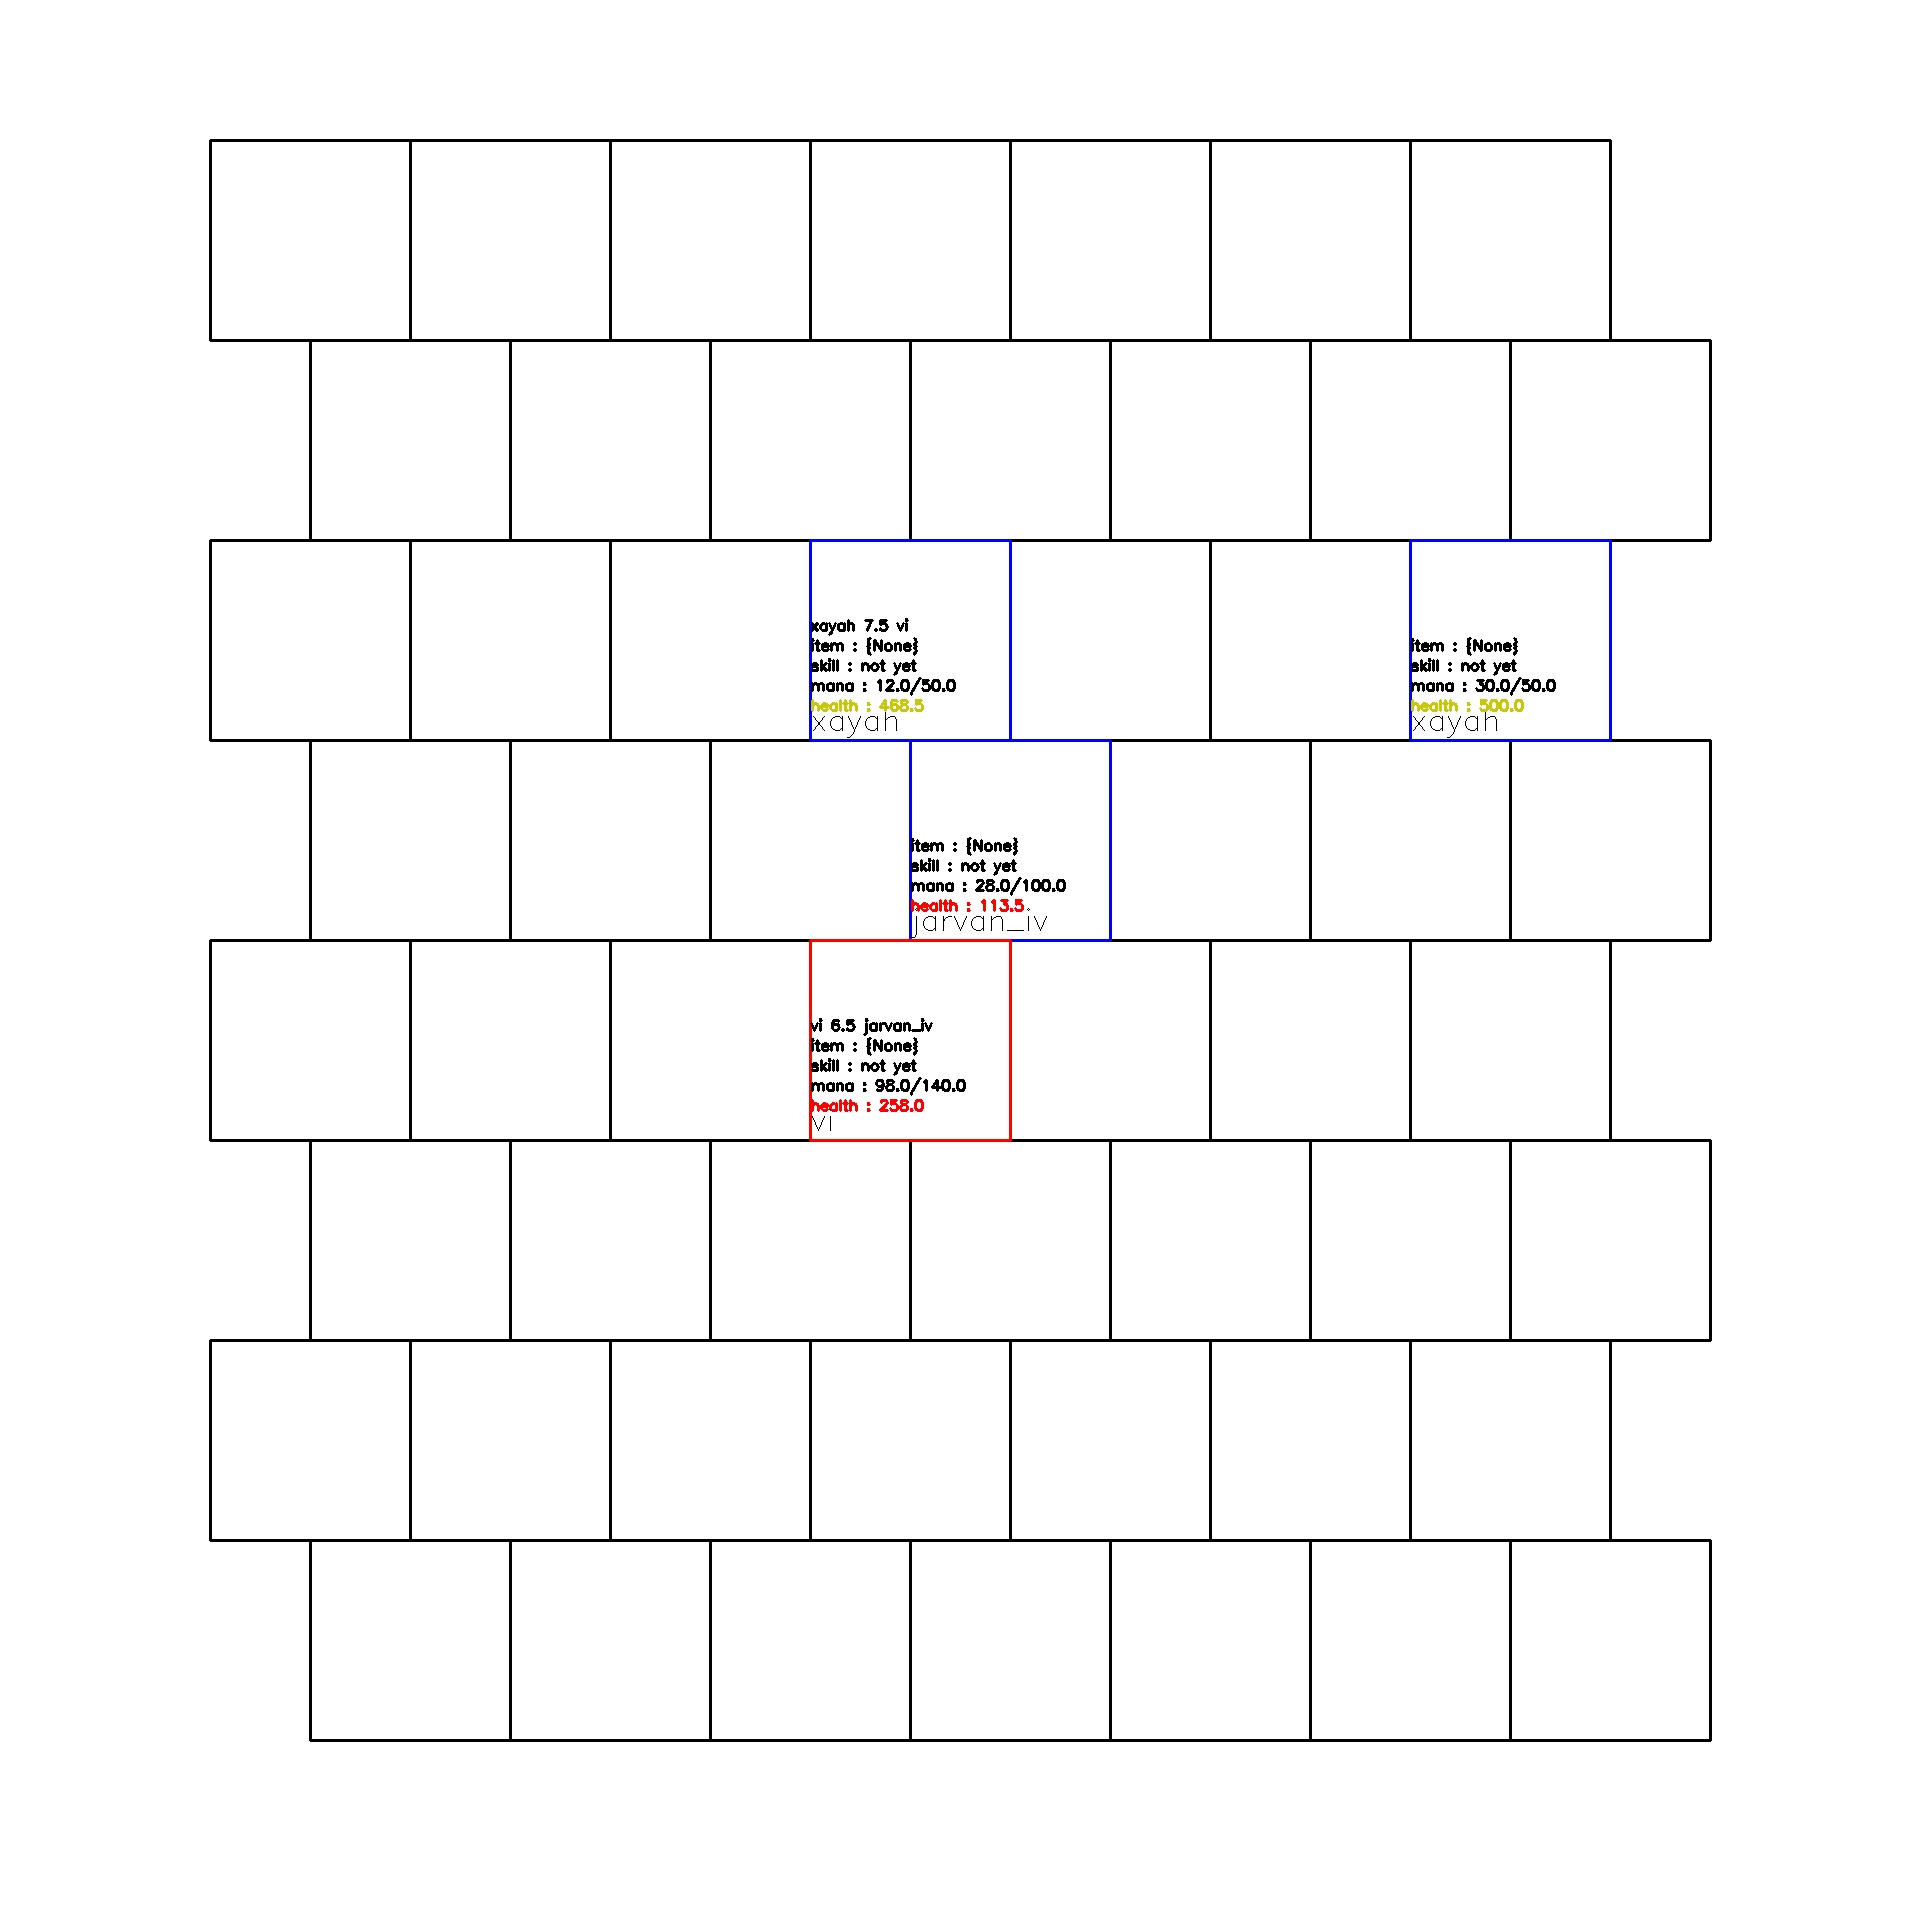 xayah 7.5 vi
item : {None}
skill : not yet
mana : 12.0/50.0
health : 468.5
xayah
item : {None}
skill : not yet
mana : 30.0/50.0
health : 500.0
xayah
item : {None}
skill : not yet
mana : 28.0/100.0
health : 113.5
jarvan_iv
vi 6.5 jarvan_iv
item : {None}
skill : not yet
mana : 98.0/140.0
health : 258.0
vi